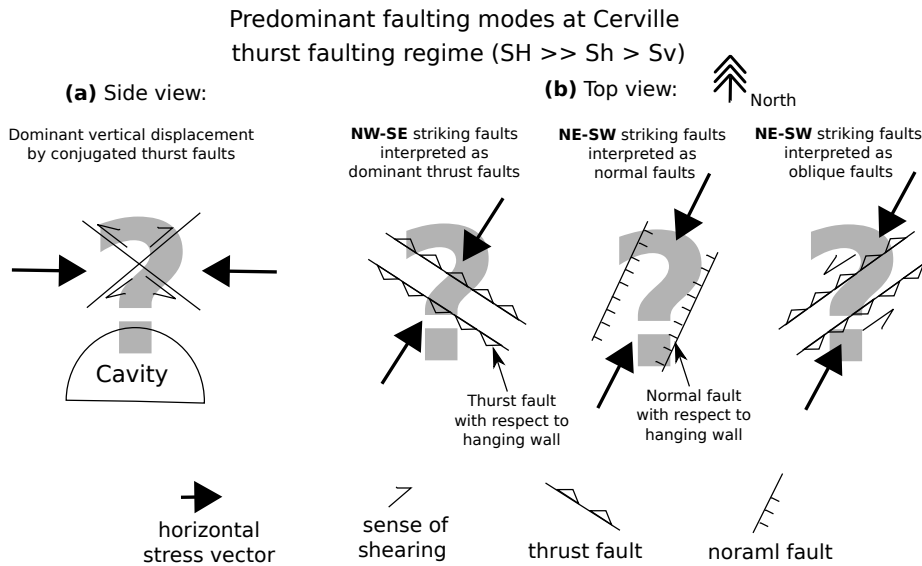 Predominant faulting modes at Cerville
thurst faulting regime (SH >> Sh > Sv)
(a) Side view:
(b) Top view:
North
Dominant vertical displacement
by conjugated thurst faults
NW-SE striking faults
interpreted as
dominant thrust faults
NE-SW striking faults
interpreted as
normal faults
NE-SW striking faults
interpreted as
oblique faults
?
?
?
?
Cavity
Thurst fault
with respect to
hanging wall
Normal fault
with respect to
hanging wall
horizontal
stress vector
sense of
shearing
thrust fault
noraml fault